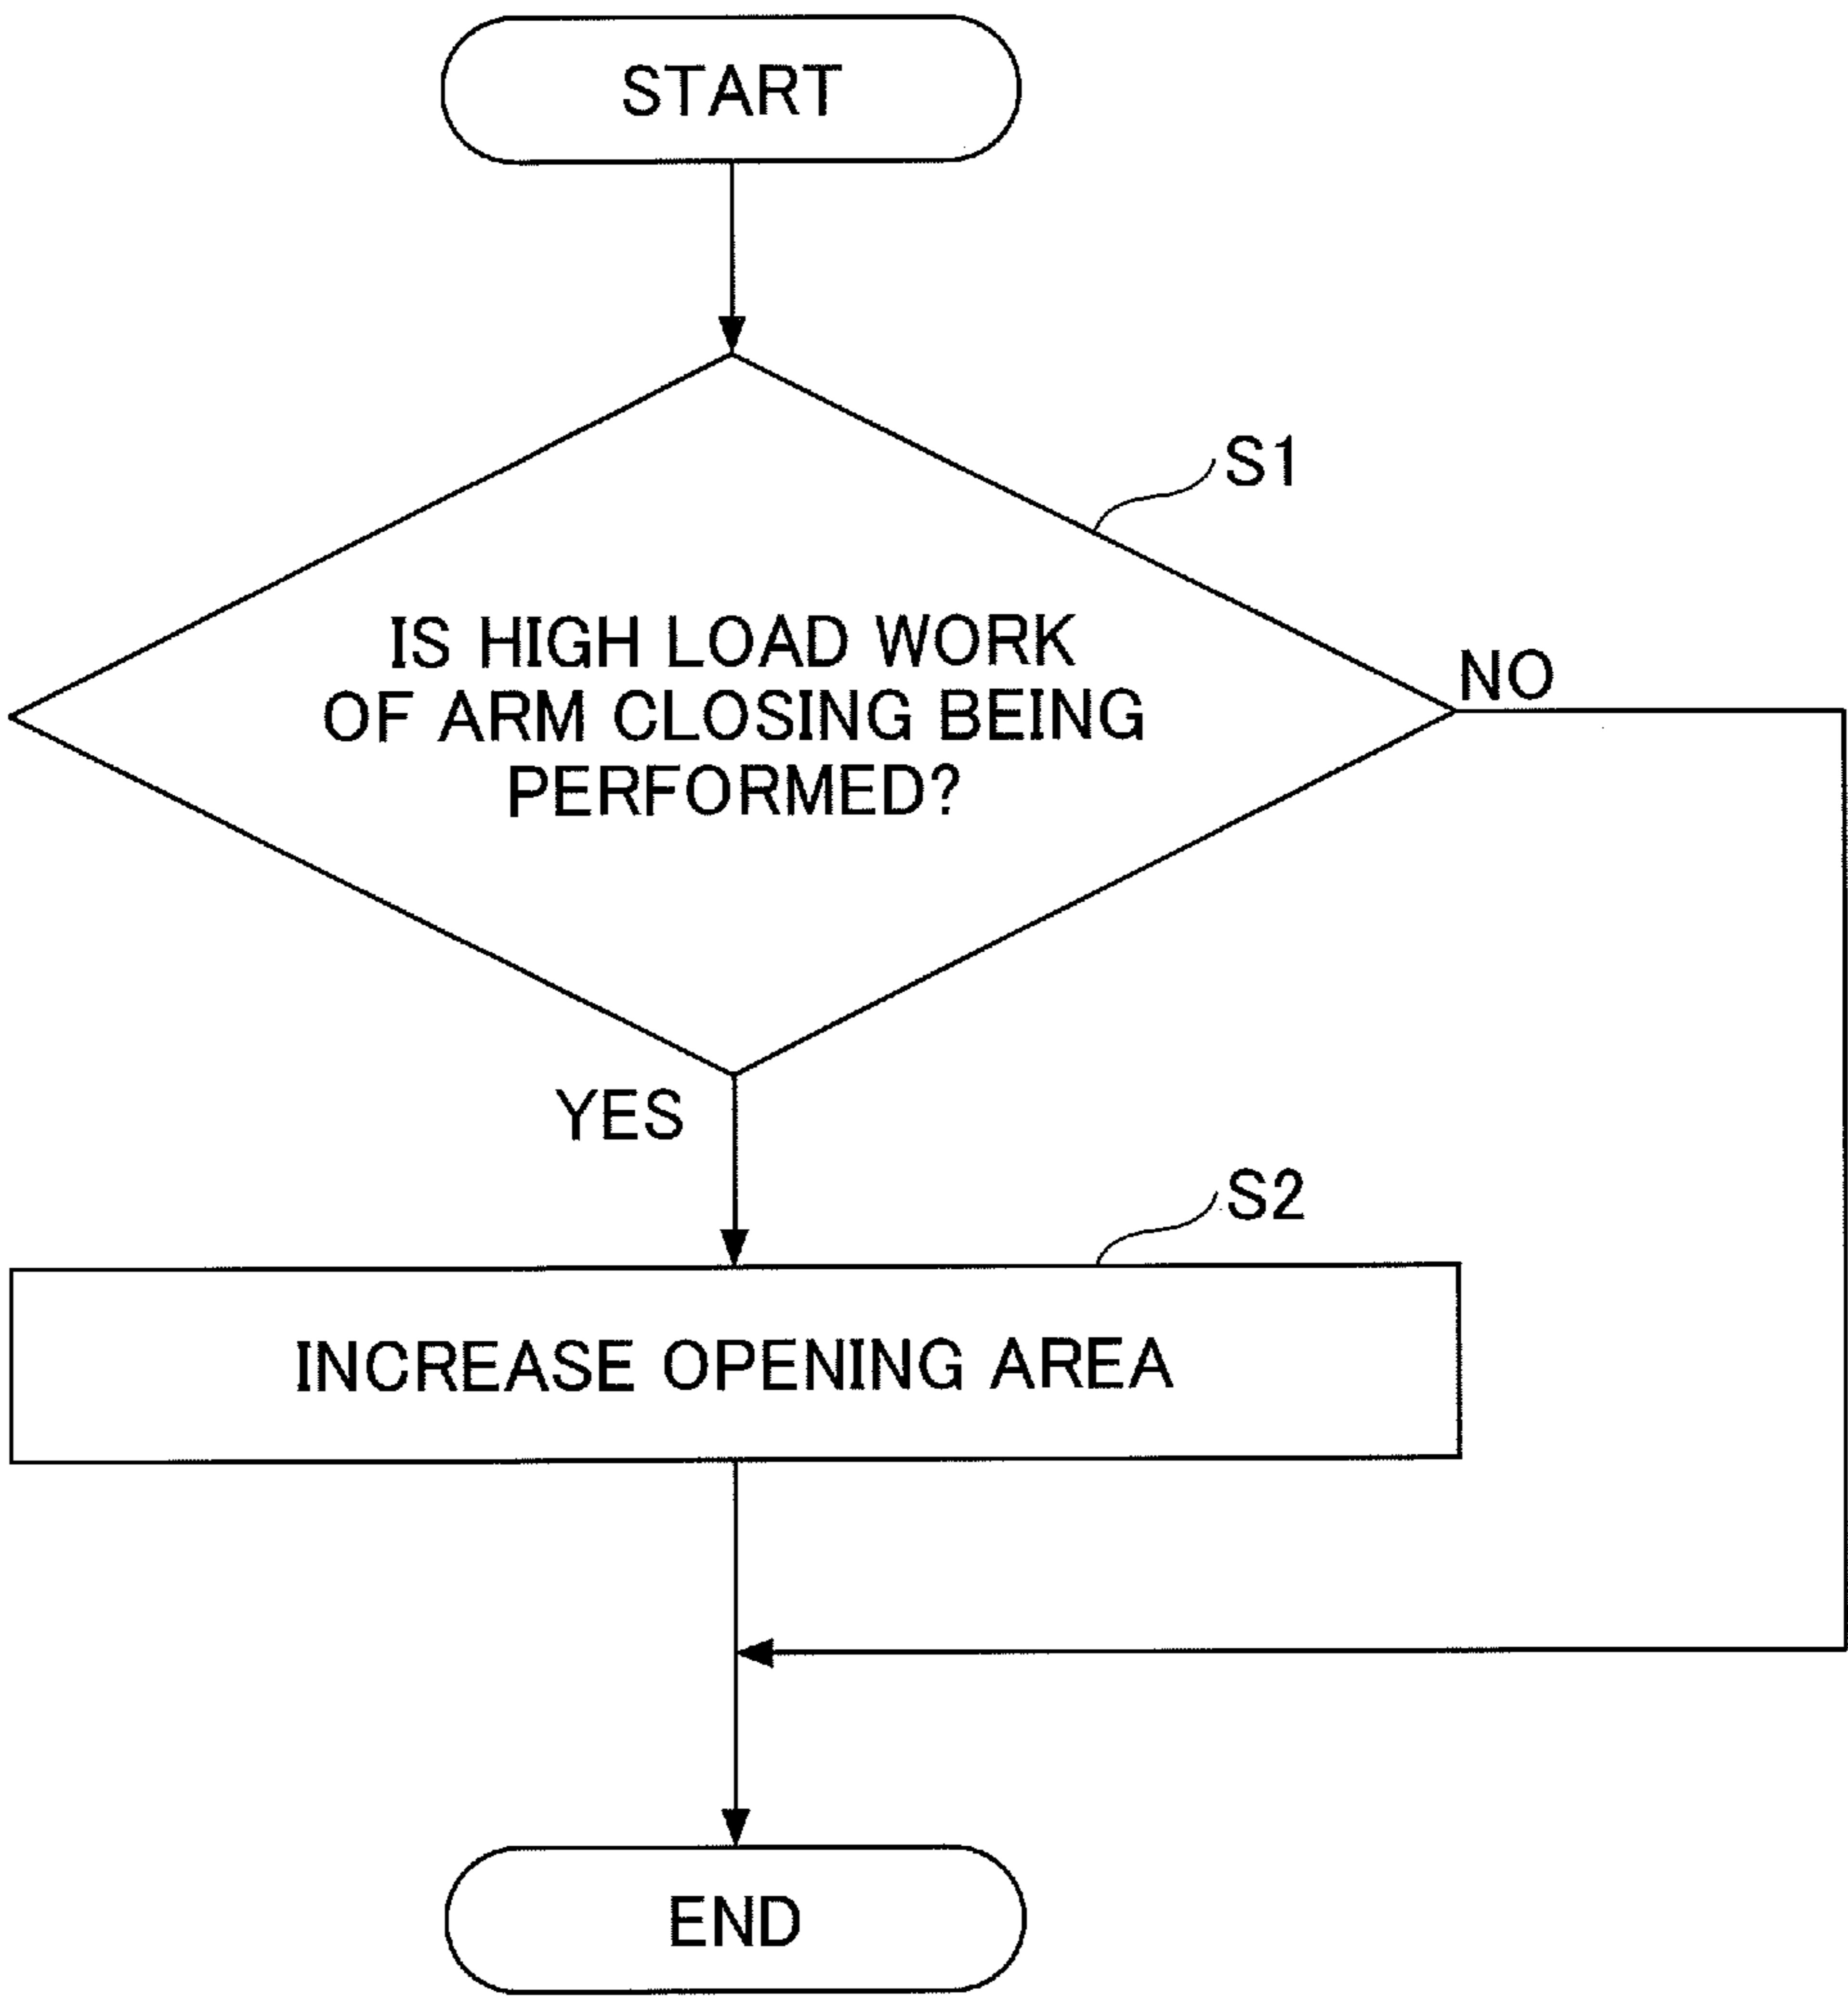 START
S1
IS HIGH LOAD WORK
OF ARM CLOSING BEING
PERFORMED?
NO
YES
S2
INCREASE OPENING AREA
END